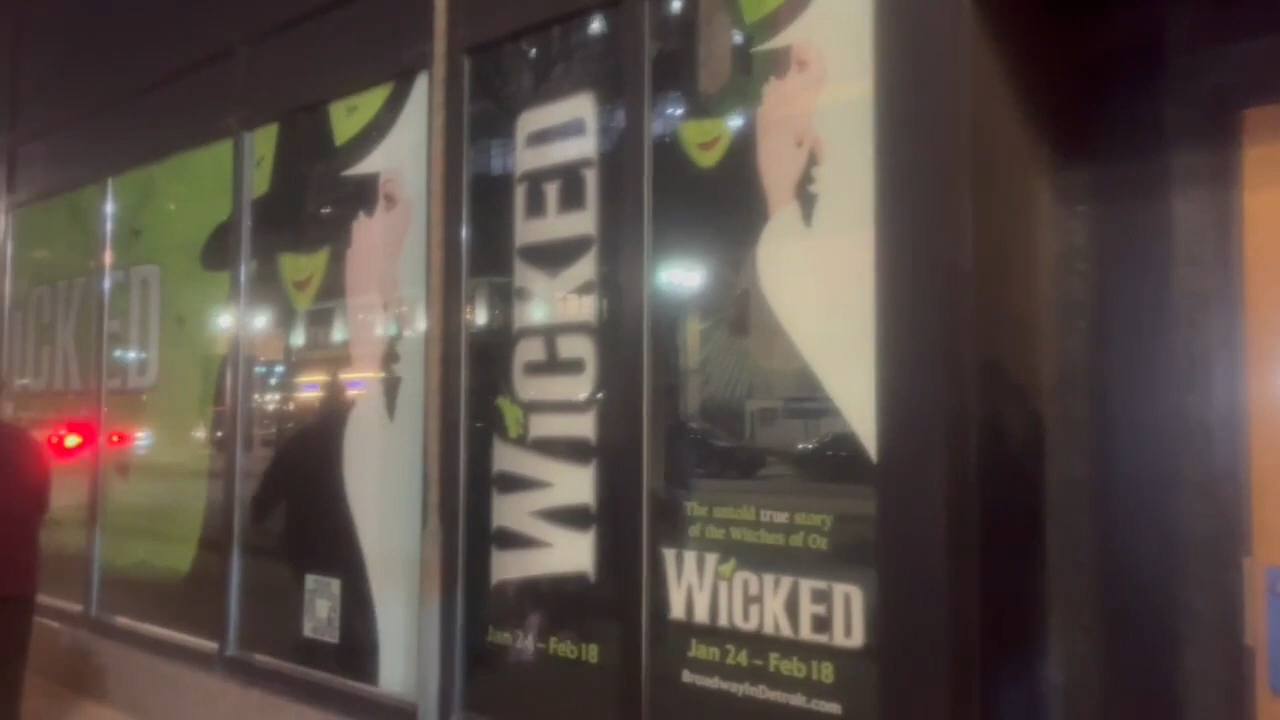 WICKED
WICKED
Jan 24 – Feb 18
The untold true story
of the Witches of Oz
WICKED
Jan 24 – Feb 18
BroadwayInDetroit.com